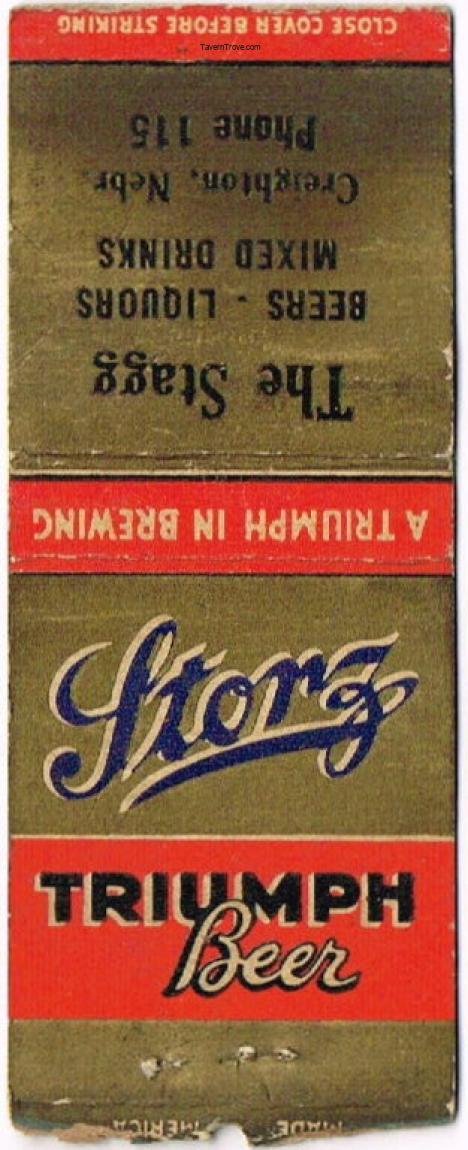 CLOSE COVER BEFORE STRIKING
TavernTrove.com
Phone 115
Creighton, Nebr.
MIXED DRINKS
BEERS - LIQUORS
The Stagg
A TRIUMPH IN BREWING
Storz
TRIUMPH
Beer
MADE